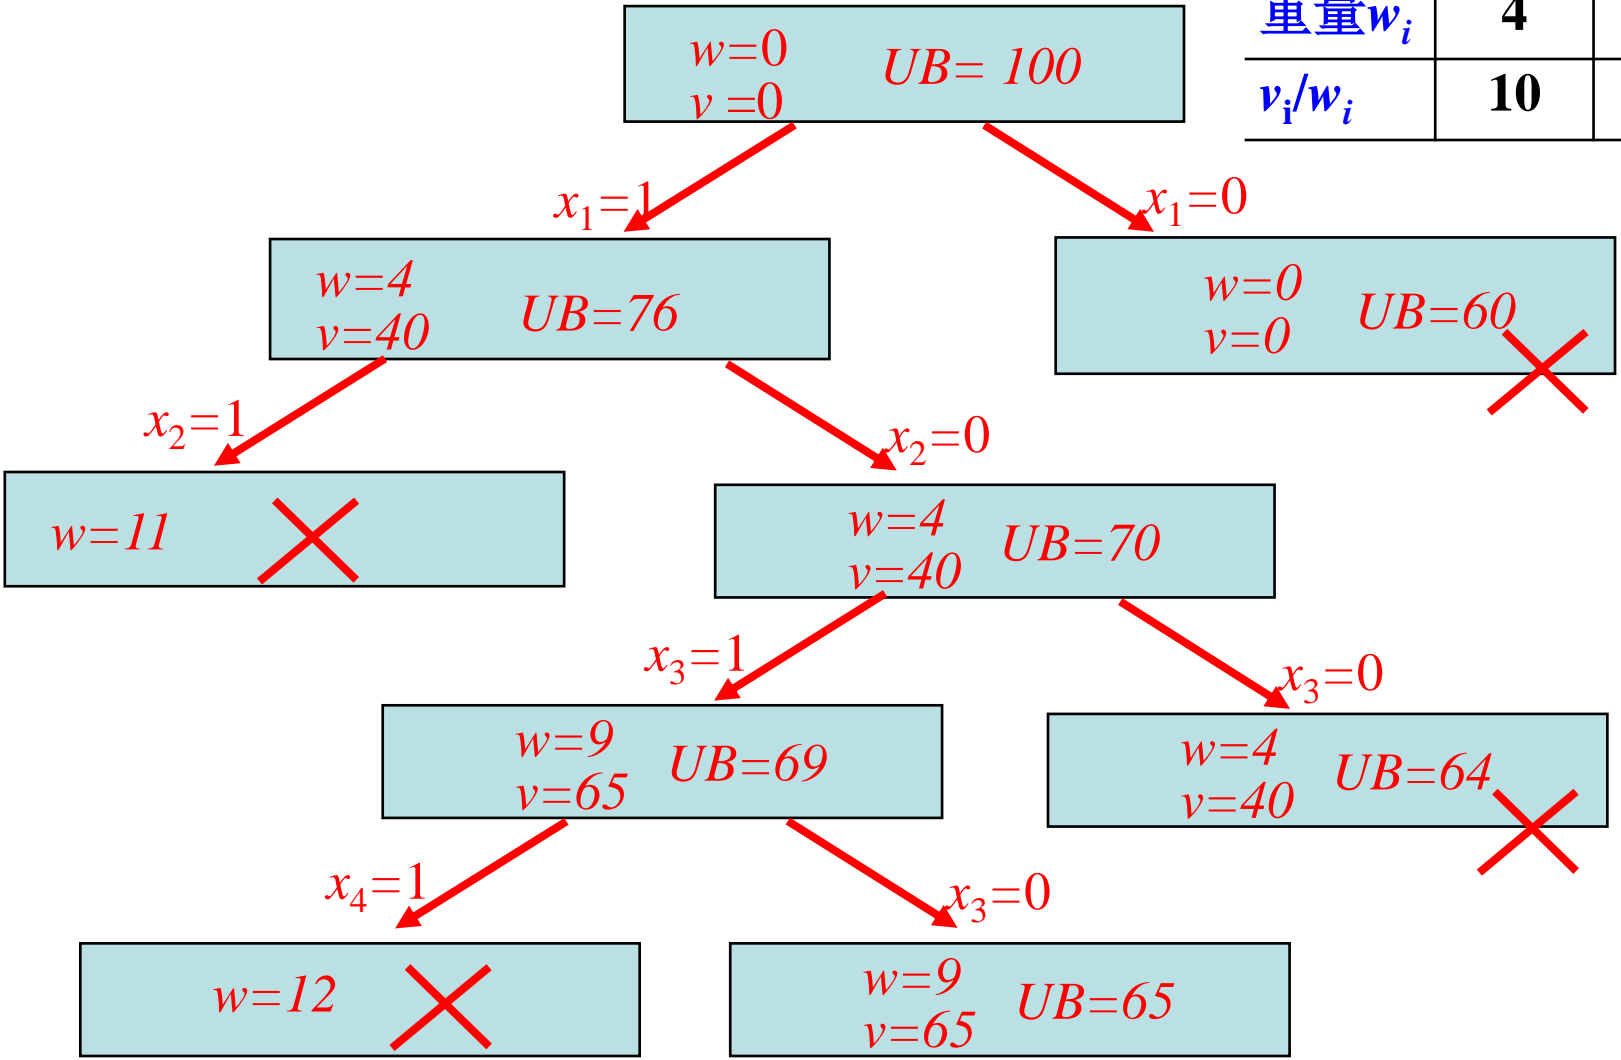 重量wi 4
vi/wi 10
w=0
v =0
UB= 100
x1=1
x1=0
w=4
v=40
UB=76
w=0
v=0
UB=60
x2=1
x2=0
w=11
w=4
v=40
UB=70
x3=1
x3=0
w=9
v=65
UB=69
w=4
v=40
UB=64
x4=1
x3=0
w=12
w=9
v=65
UB=65